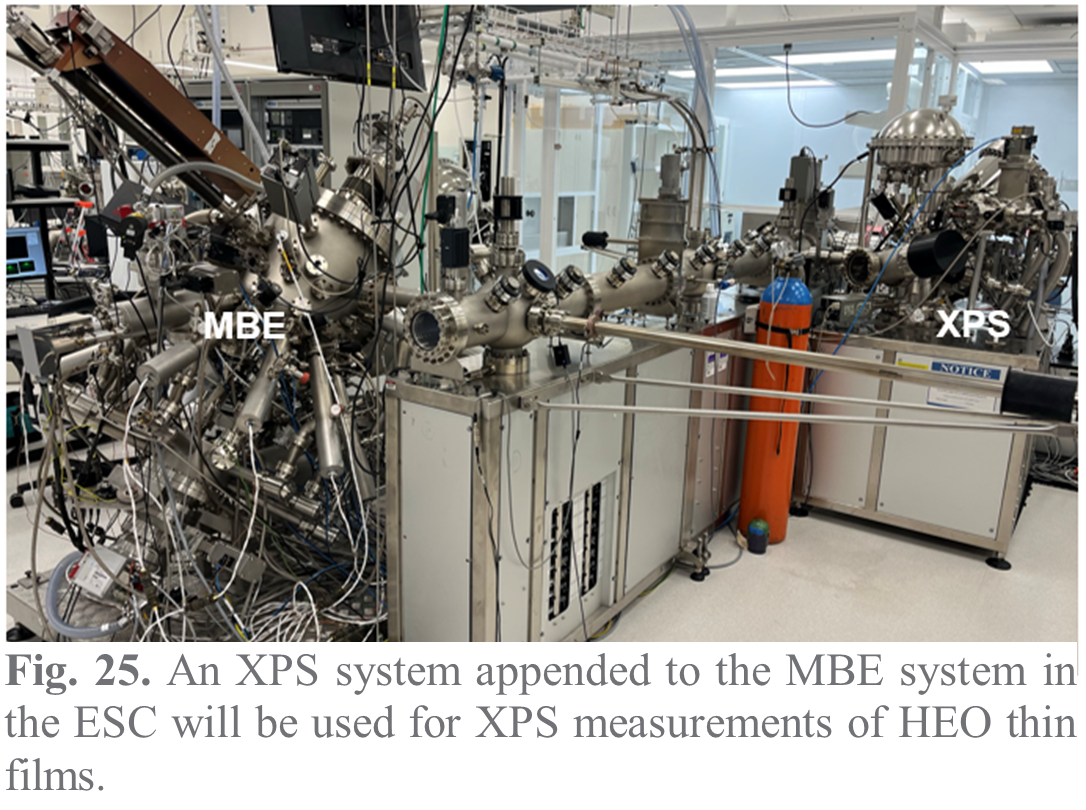 MBE
XPS
NOTICE
Fig. 25. An XPS system appended to the MBE system in
the ESC will be used for XPS measurements of HEO thin
films.